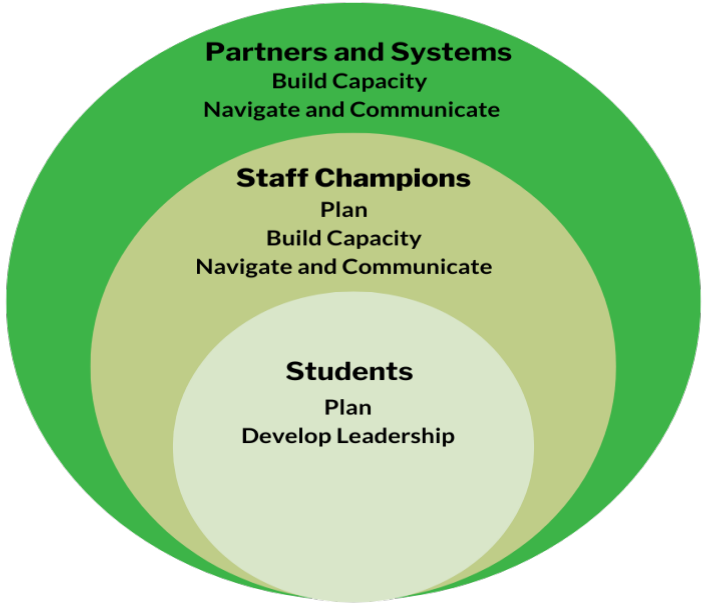 Partners and Systems
Build Capacity
Navigate and Communicate
Staff Champions
Plan
Build Capacity
Navigate and Communicate
Students
Plan
Develop Leadership